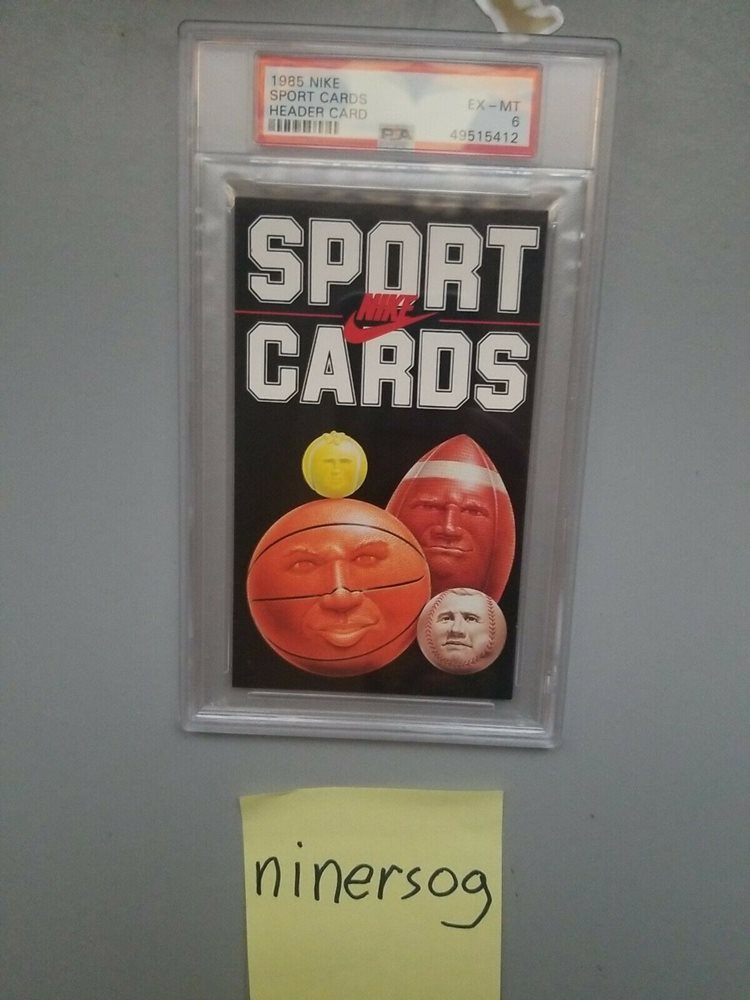 1985 NIKE
SPORT CARDS
HEADER CARD
EX - MT
6
PSA
49515412
SPORT
NIKE
CARDS
ninersog